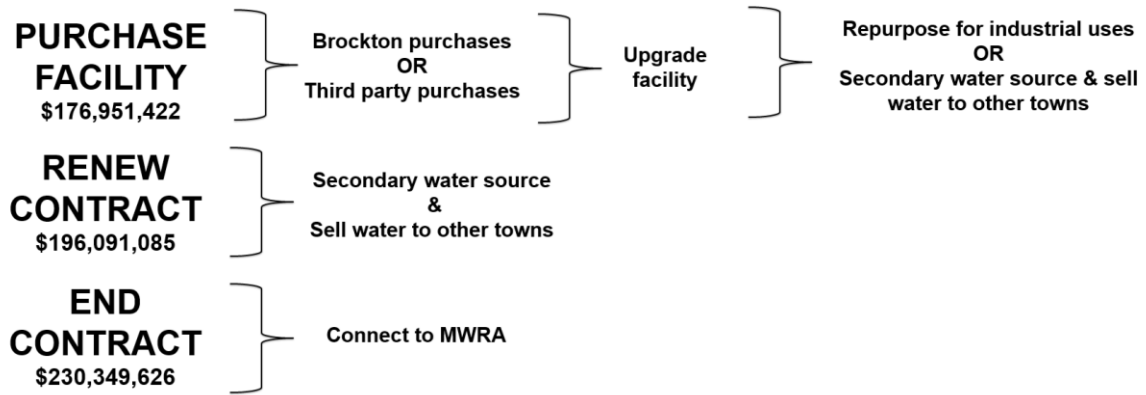 PURCHASE
FACILITY
$176,951,422
Brockton purchases
OR
Third party purchases
Upgrade
facility
Repurpose for industrial uses
OR
Secondary water source & sell
water to other towns
RENEW
CONTRACT
$196,091,085
Secondary water source
&
Sell water to other towns
END
CONTRACT
$230,349,626
Connect to MWRA